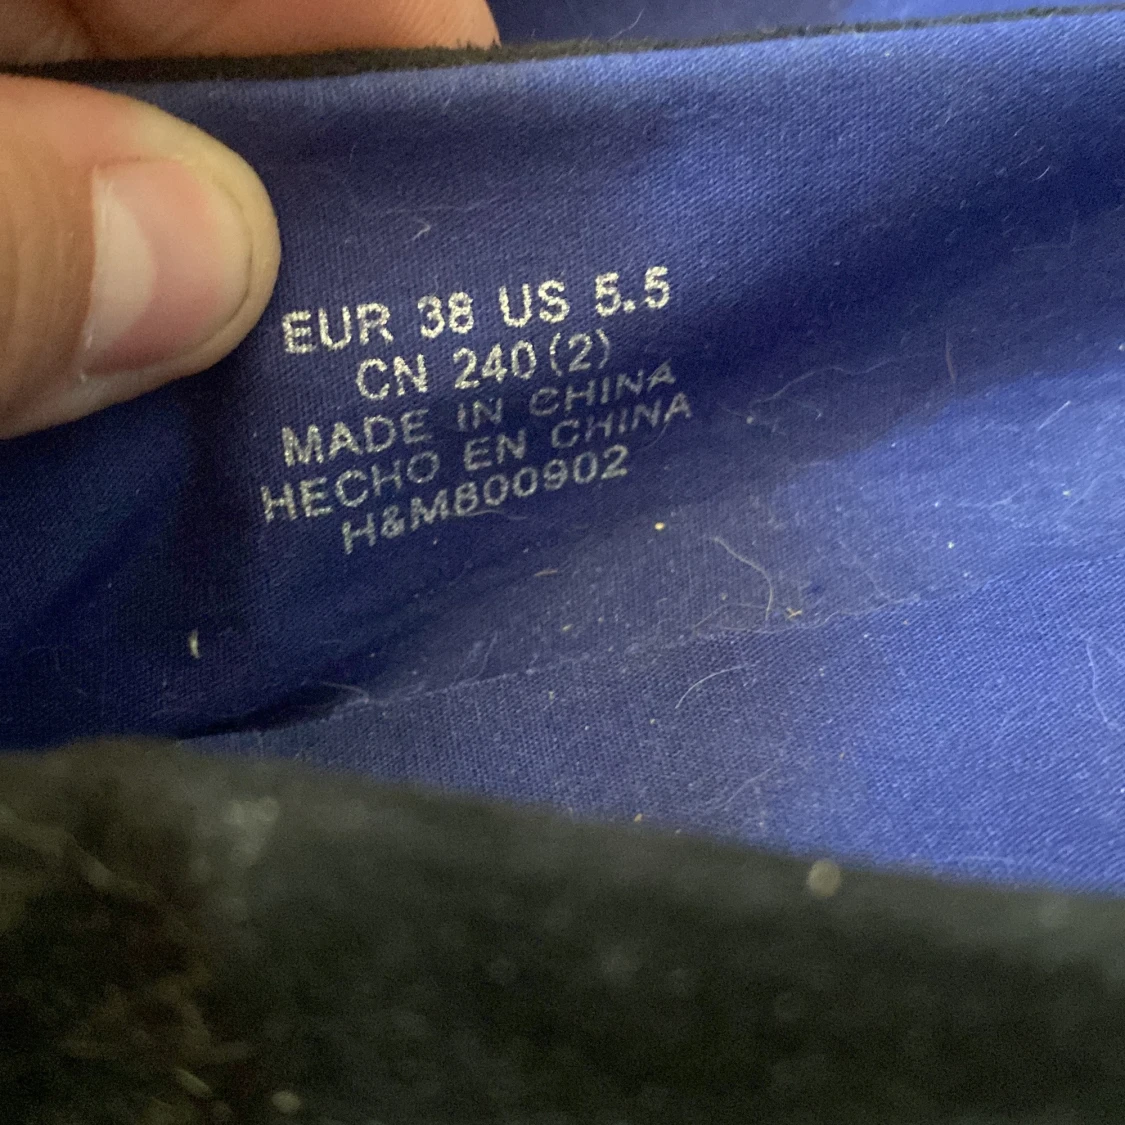 EUR 38 US 5.5
CN 240(2)
MADE IN CHINA
HECHO EN CHINA
H&M800902